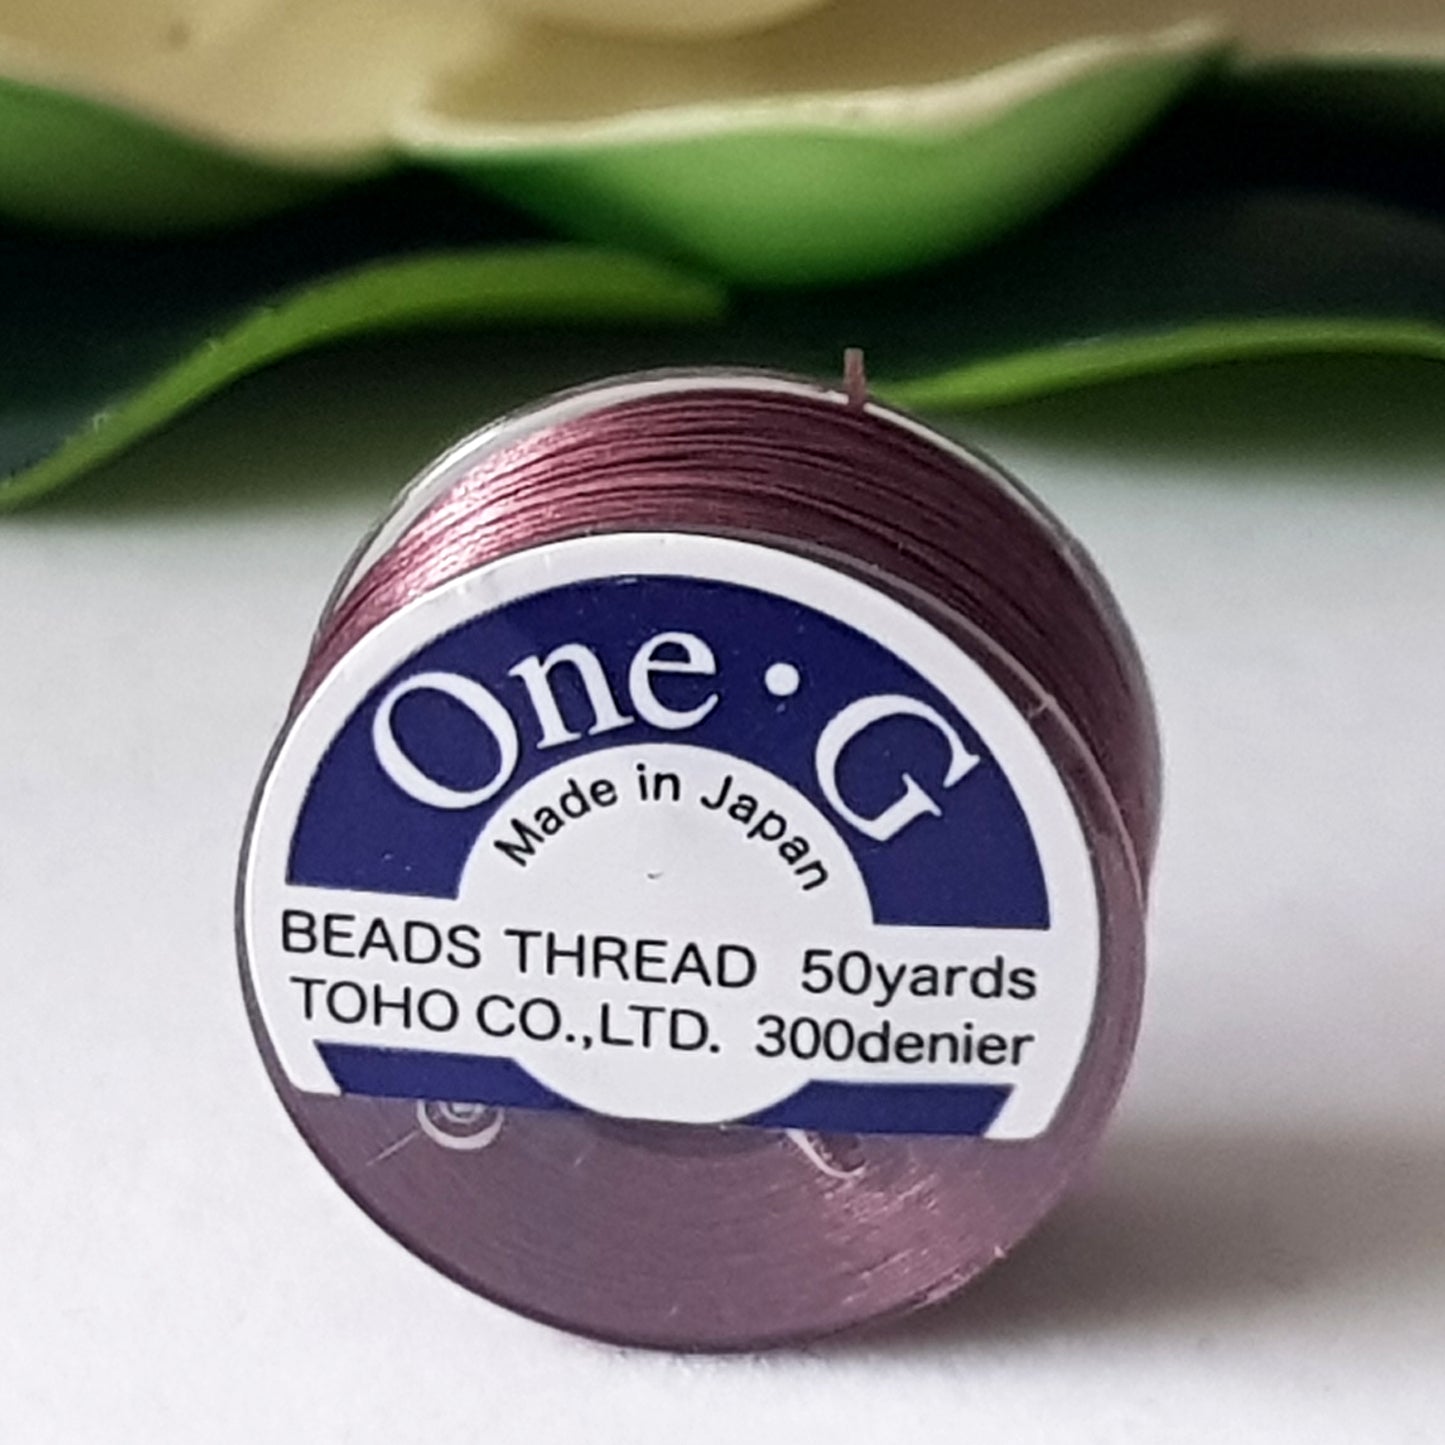 One·G
Made in Japan
BEADS THREAD 50yards
TOHO CO.,LTD. 300denier